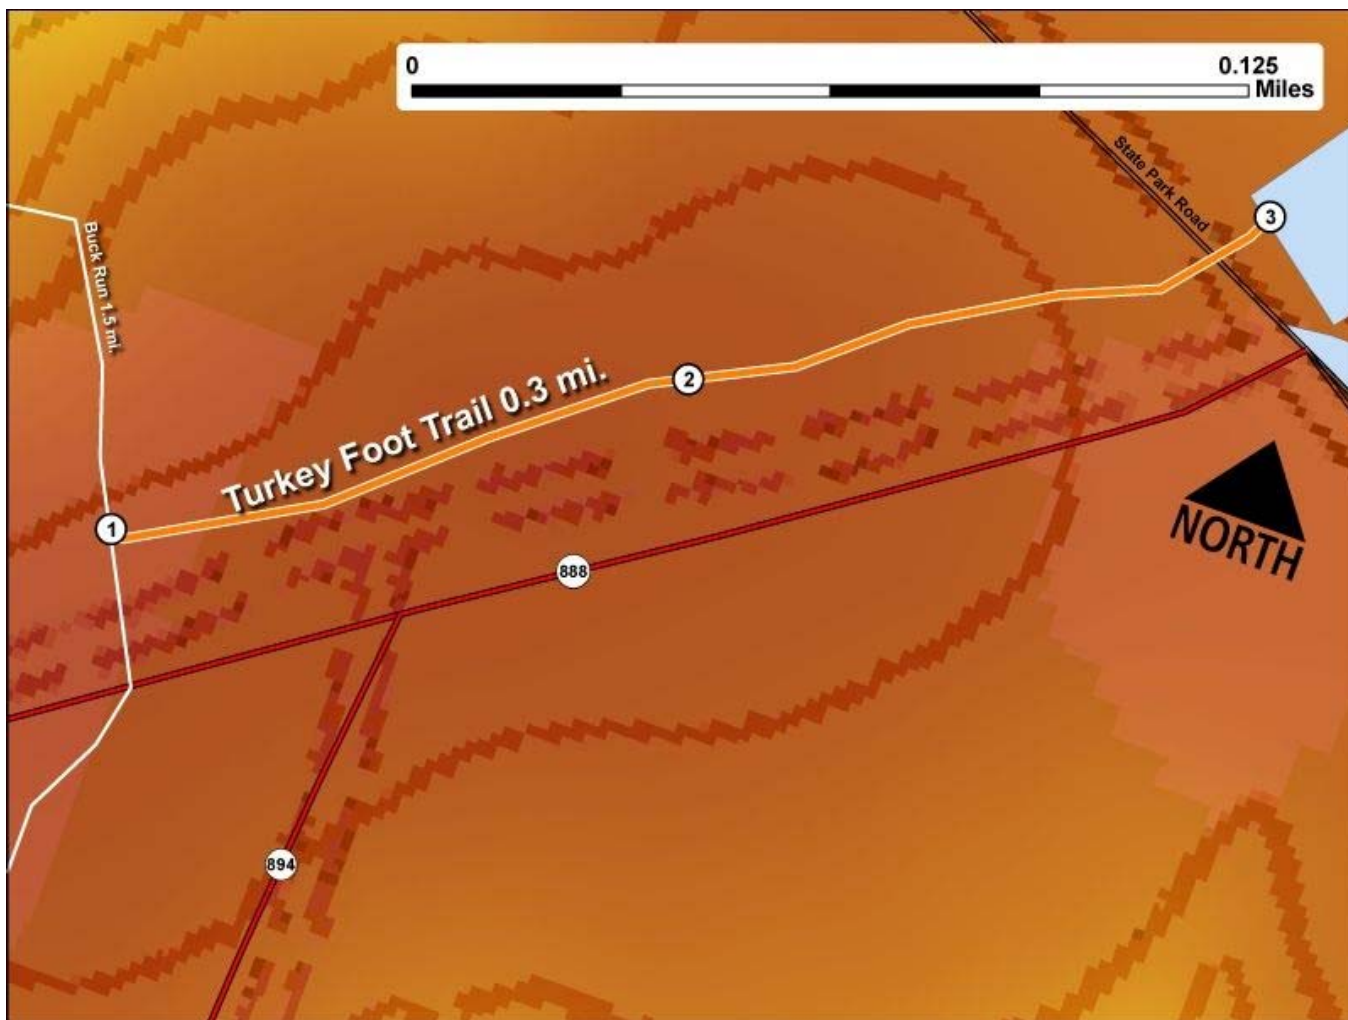 0 0.125
Miles
State Park Road
3
Buck Run 1.5 mi.
Turkey Foot Trail 0.3 mi.
2
1
NORTH
888
894